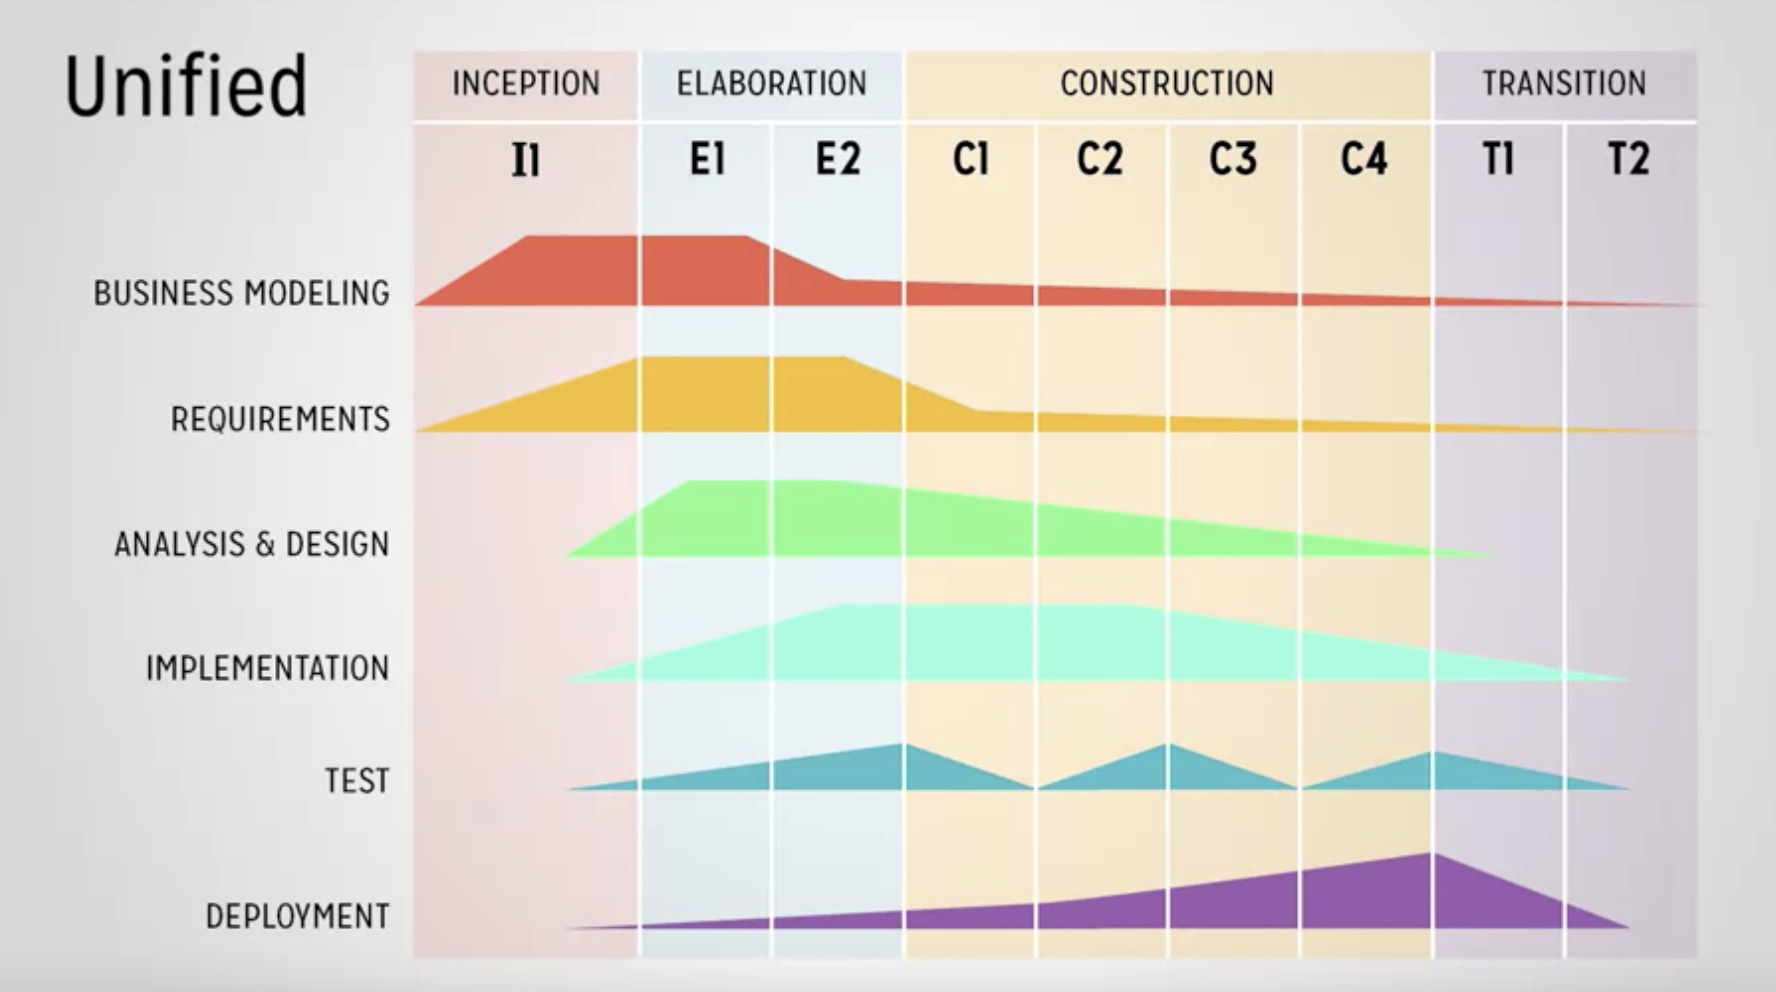 Unified
INCEPTION ELABORATION CONSTRUCTION TRANSITION
I1 E1 E2 C1 C2 C3 C4 T1 T2
BUSINESS MODELING
REQUIREMENTS
ANALYSIS & DESIGN
IMPLEMENTATION
TEST
DEPLOYMENT